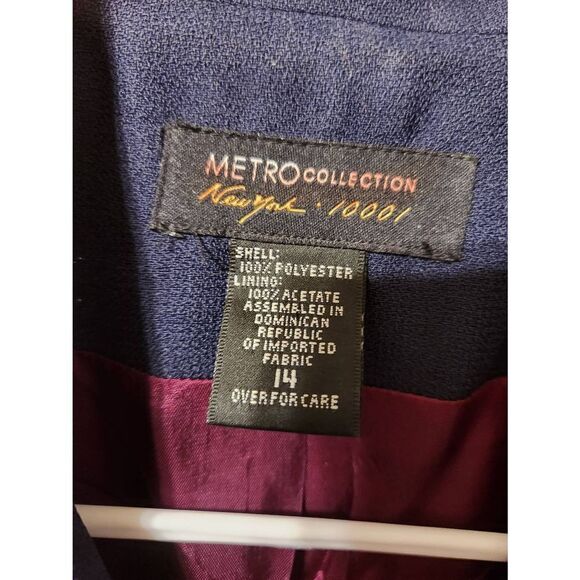 METRO COLLECTION
New York · 10001
SHELL:
100% POLYESTER
LINING:
100% ACETATE
ASSEMBLED IN
DOMINICAN
REPUBLIC
OF IMPORTED
FABRIC
14
OVER FOR CARE